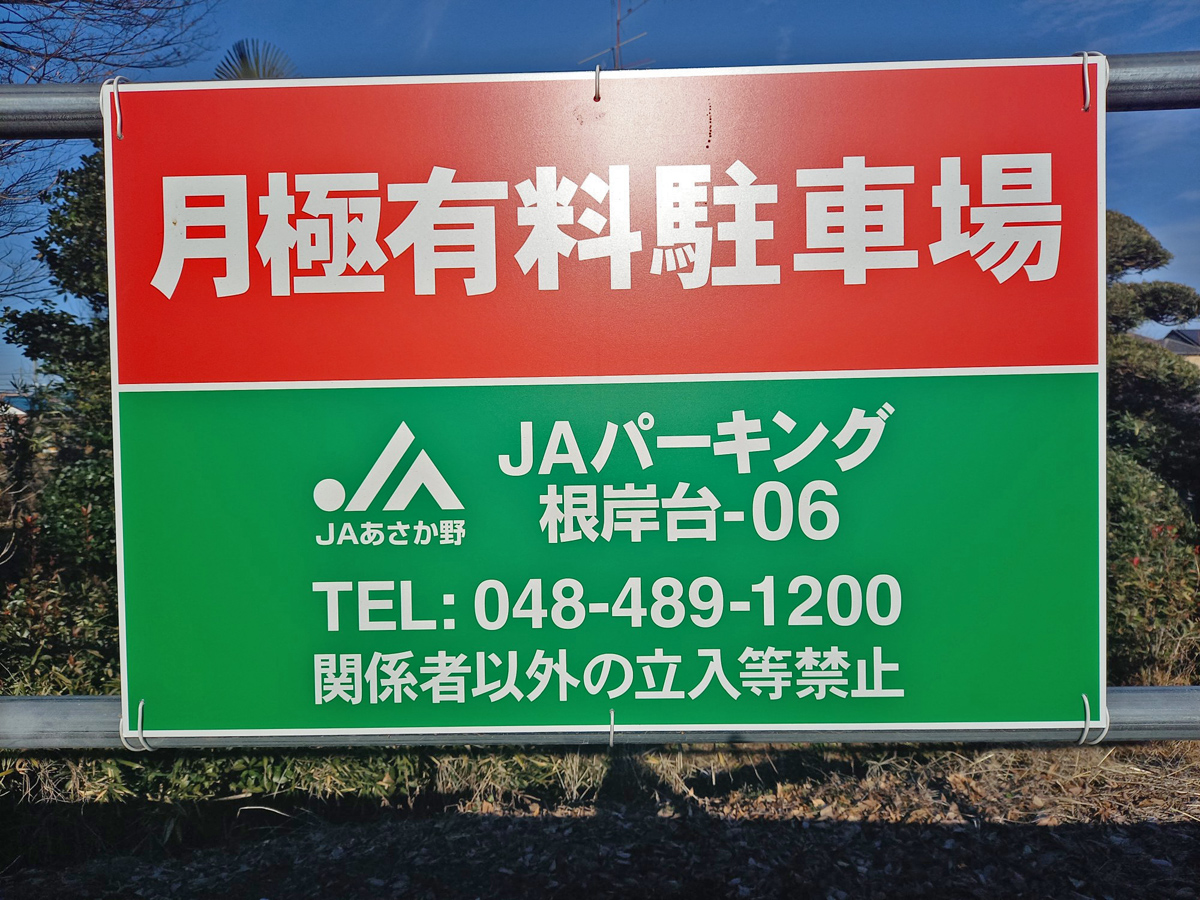 月極有料駐車場
JAパーキング
根岸台-06
JAあさか野
TEL: 048-489-1200
関係者以外の立入等禁止